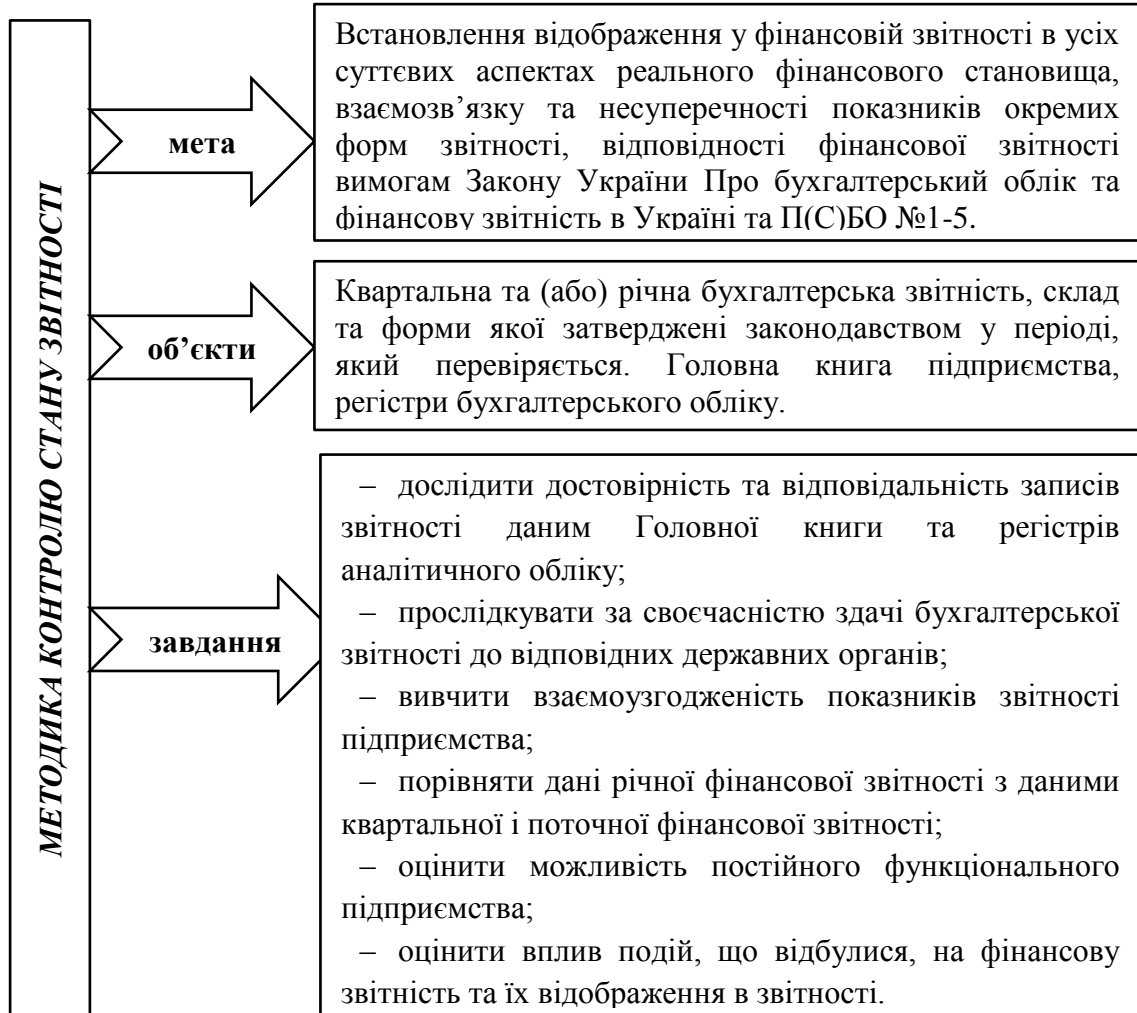 МЕТОДИКА КОНТРОЛЮ СТАНУ ЗВІТНОСТІ
мета
Встановлення відображення у фінансовій звітності в усіх
суттєвих аспектах реального фінансового становища,
взаємозв’язку та несуперечності показників окремих
форм звітності, відповідності фінансової звітності
вимогам Закону України Про бухгалтерський облік та
фінансову звітність в Україні та П(С)БО №1-5.
об’єкти
Квартальна та (або) річна бухгалтерська звітність, склад
та форми якої затверджені законодавством у періоді,
який перевіряється. Головна книга підприємства,
регістри бухгалтерського обліку.
завдання
– дослідити достовірність та відповідальність записів
звітності даним Головної книги та регістрів
аналітичного обліку;
– прослідкувати за своєчасністю здачі бухгалтерської
звітності до відповідних державних органів;
– вивчити взаємоузгодженість показників звітності
підприємства;
– порівняти дані річної фінансової звітності з даними
квартальної і поточної фінансової звітності;
– оцінити можливість постійного функціонального
підприємства;
– оцінити вплив подій, що відбулися, на фінансову
звітність та їх відображення в звітності.